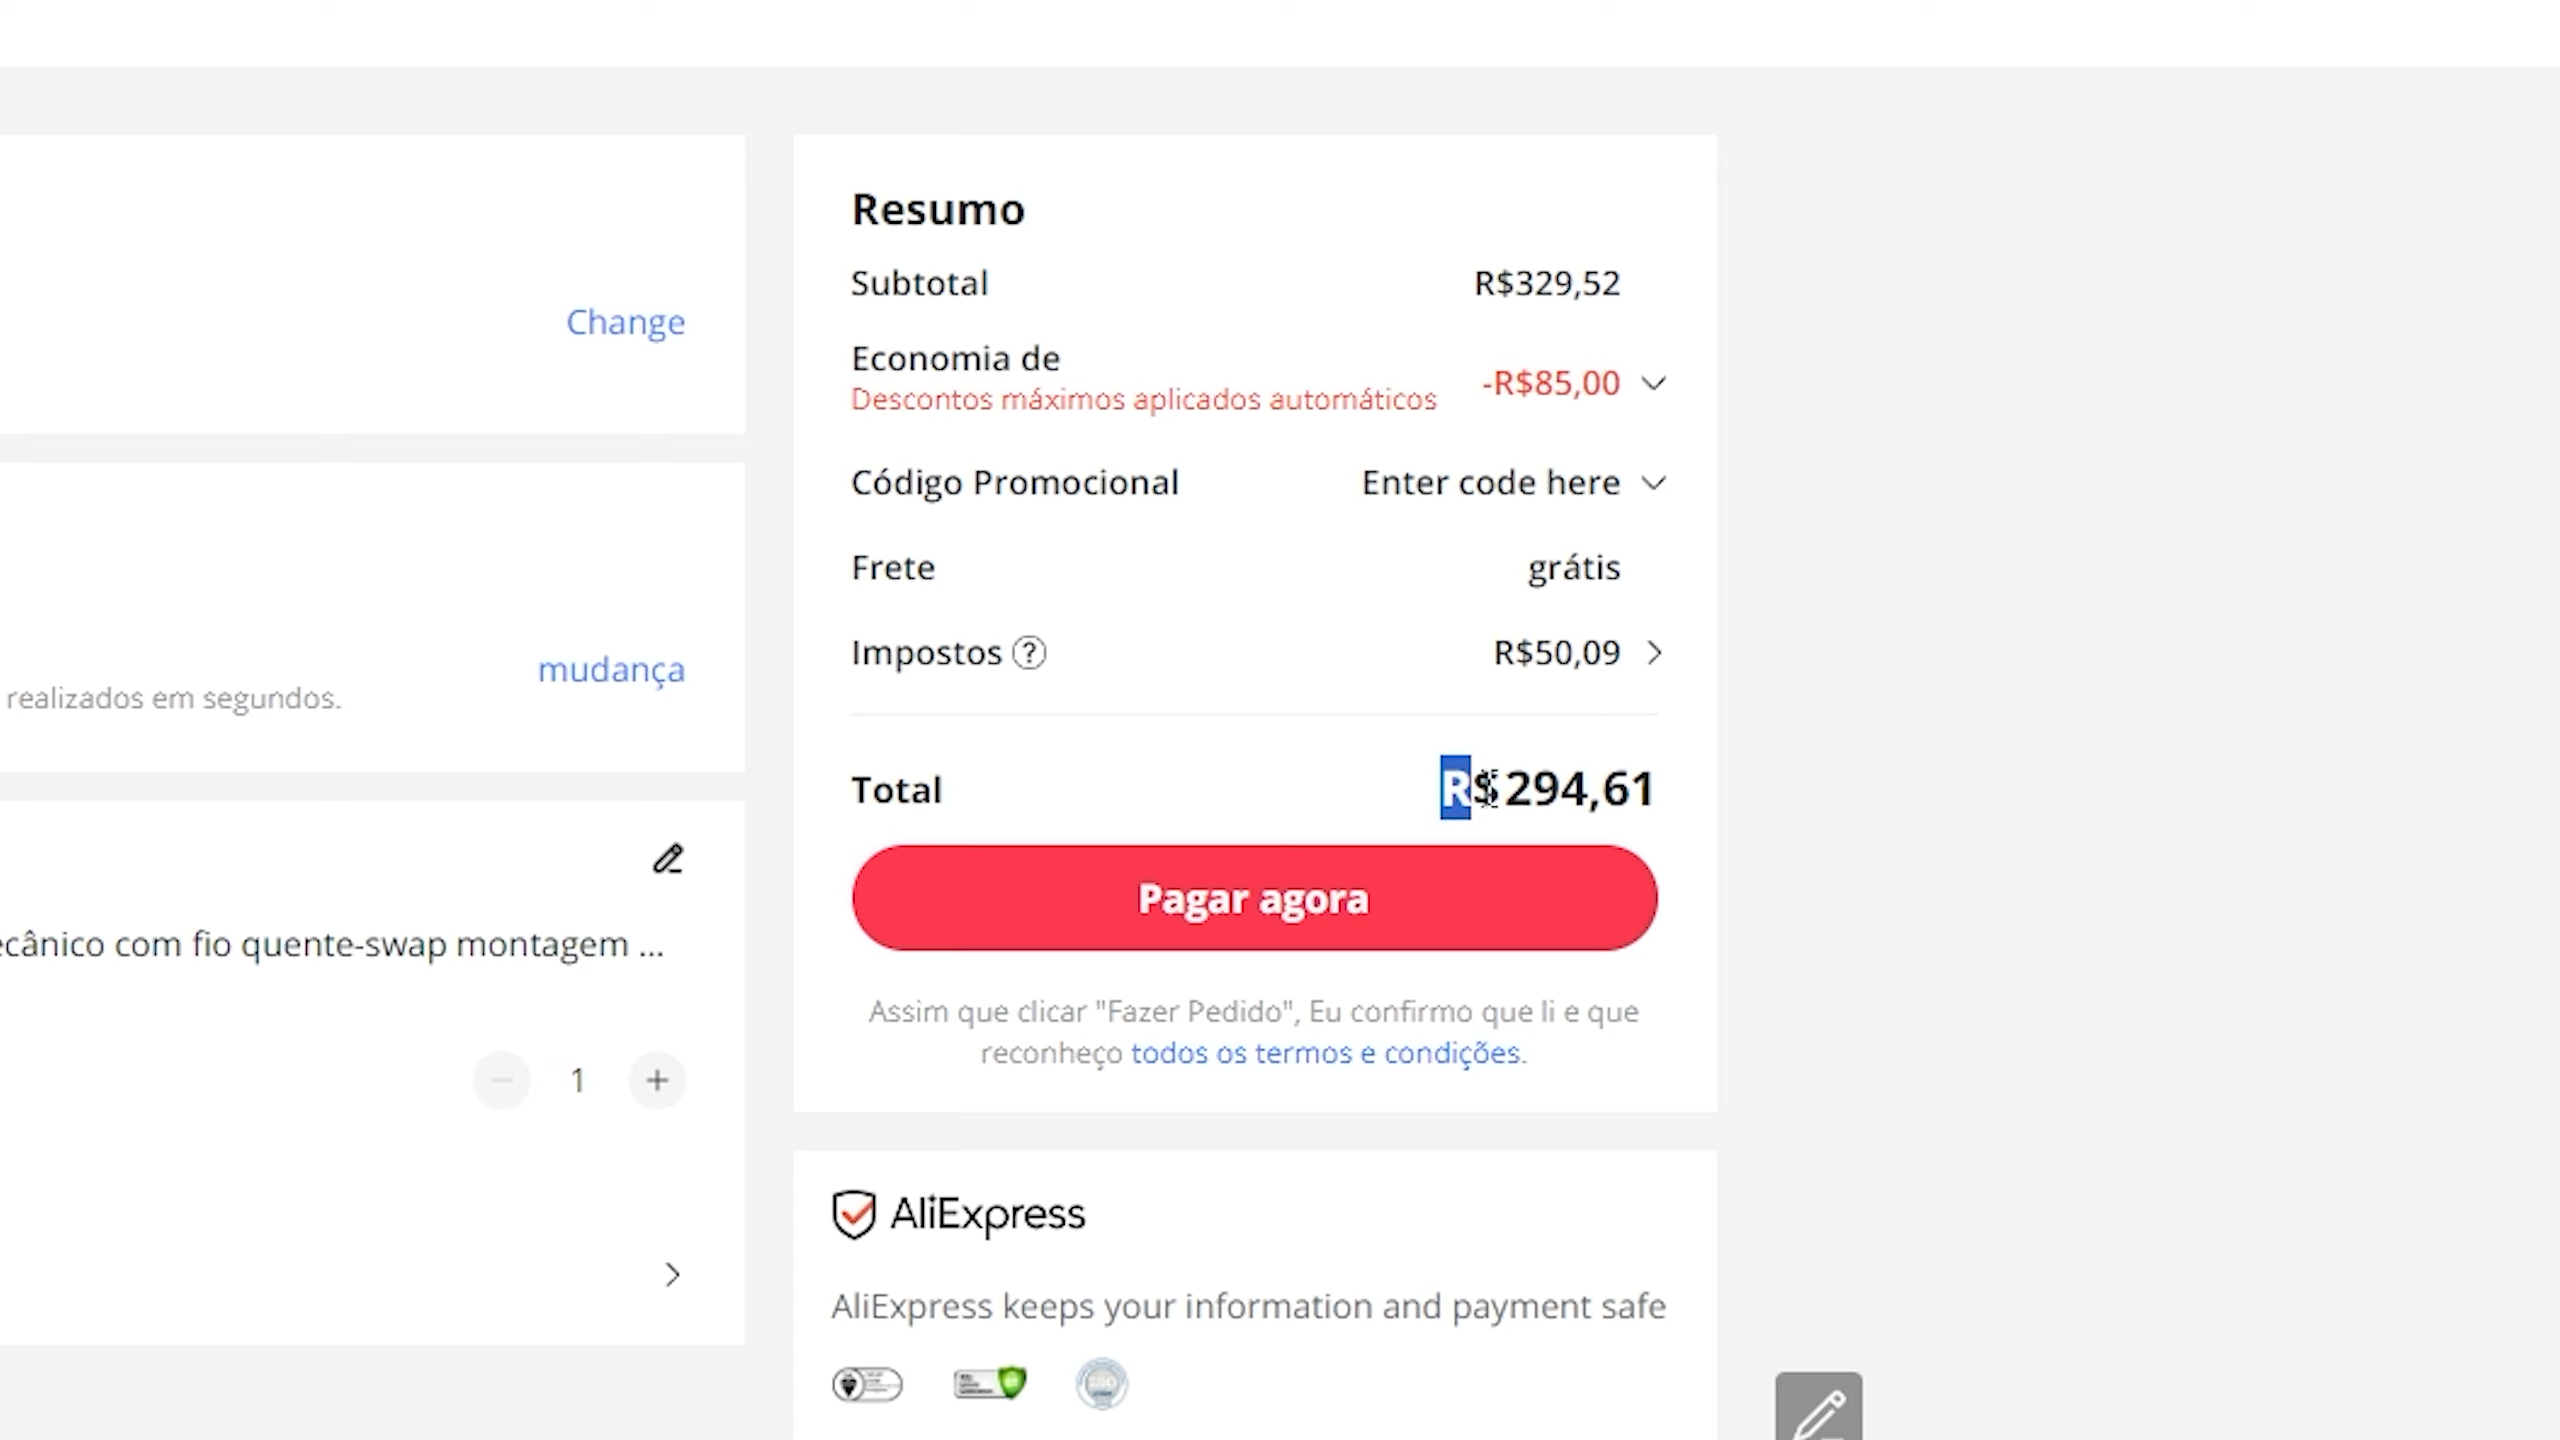 Change
mudança
realizados em segundos.
com fio quente-swap montagem ...
1
Resumo
Subtotal R$329,52
Economia de
Descontos máximos aplicados automáticos -R$85,00
Código Promocional Enter code here
Frete grátis
Impostos ? R$50,09
Total R$294,61
Pagar agora
Assim que clicar "Fazer Pedido", Eu confirmo que li e que
reconheço todos os termos e condições.
AliExpress
AliExpress keeps your information and payment safe